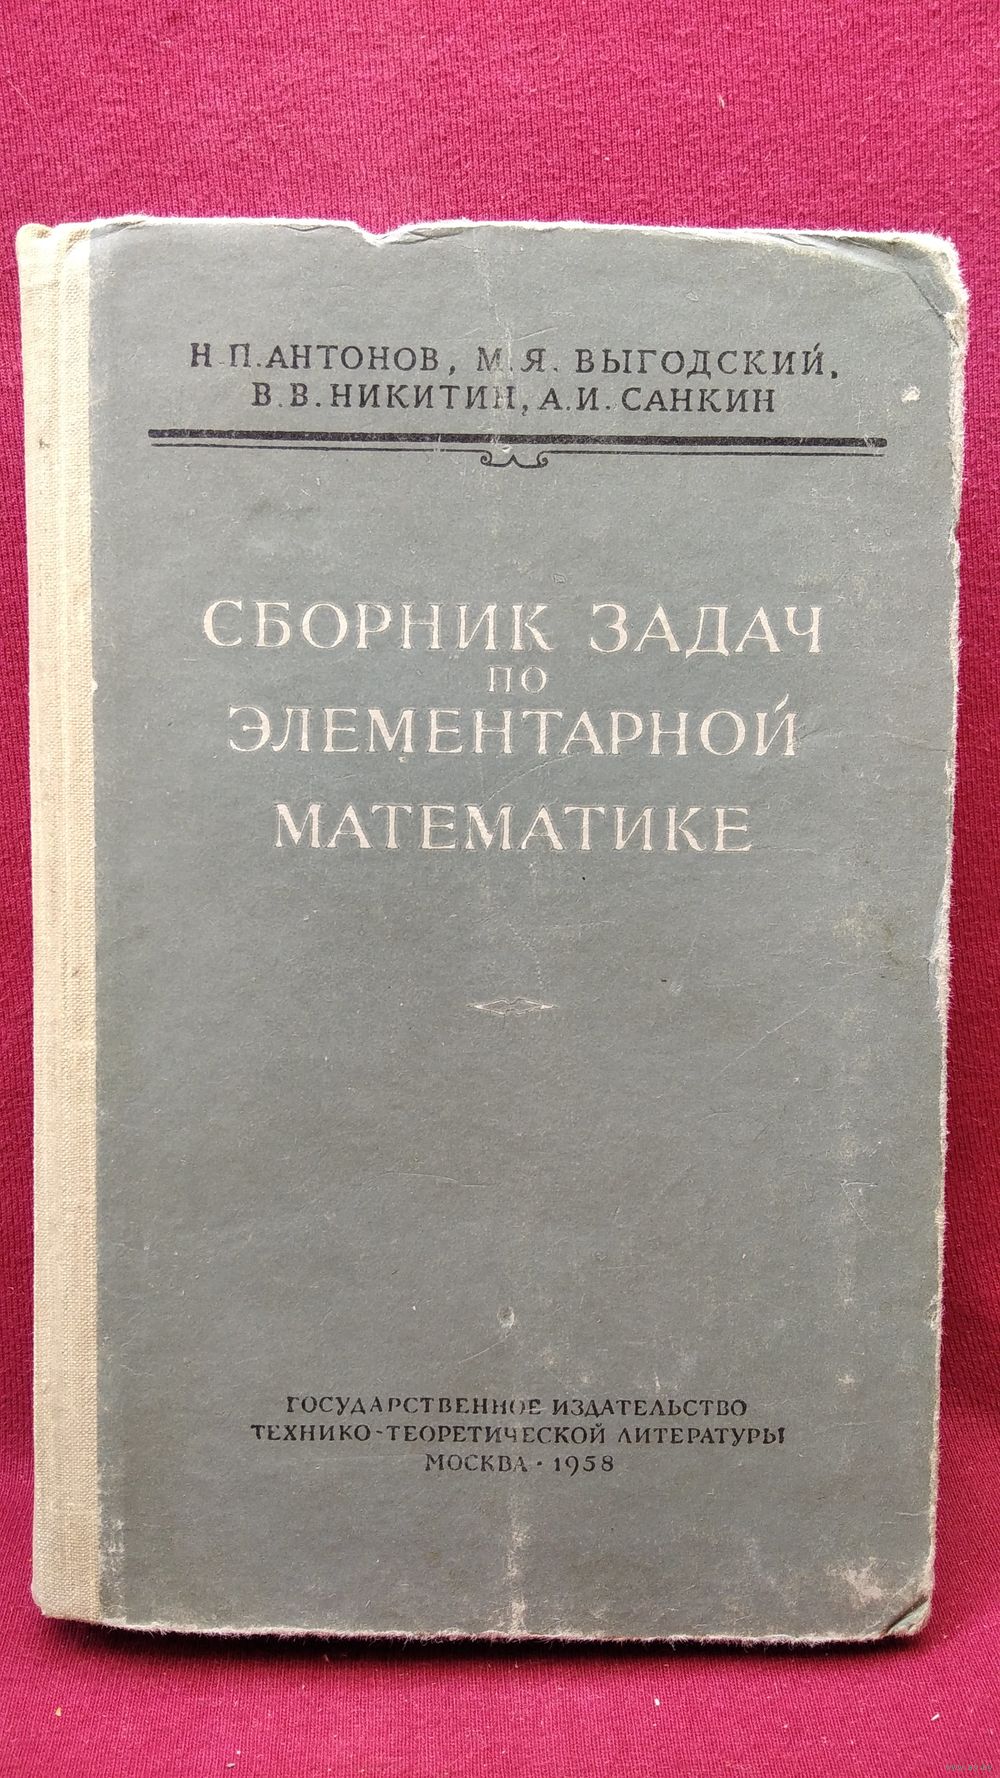 Н.П.АНТОНОВ, М.Я.ВЫГОДСКИЙ,
В.В.НИКИТИН, А.И.САНКИН
СБОРНИК ЗАДАЧ
ПО
ЭЛЕМЕНТАРНОЙ
МАТЕМАТИКЕ
ГОСУДАРСТВЕННОЕ ИЗДАТЕЛЬСТВО
ТЕХНИКО-ТЕОРЕТИЧЕСКОЙ ЛИТЕРАТУРЫ
МОСКВА · 1958